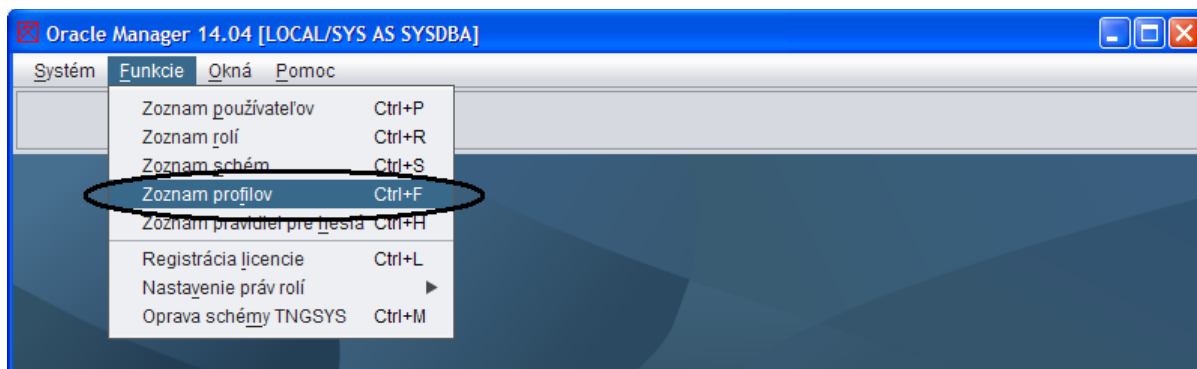 Oracle Manager 14.04 [LOCAL/SYS AS SYSDBA]
Systém Funkcie Okná Pomoc
Zoznam používateľov Ctrl+P
Zoznam rolí Ctrl+R
Zoznam schém Ctrl+S
Zoznam profilov Ctrl+F
Zoznam pravidiel pre heslá Ctrl+H
Registrácia licencie Ctrl+L
Nastavenie práv rolí
Oprava schémy TNGSYS Ctrl+M